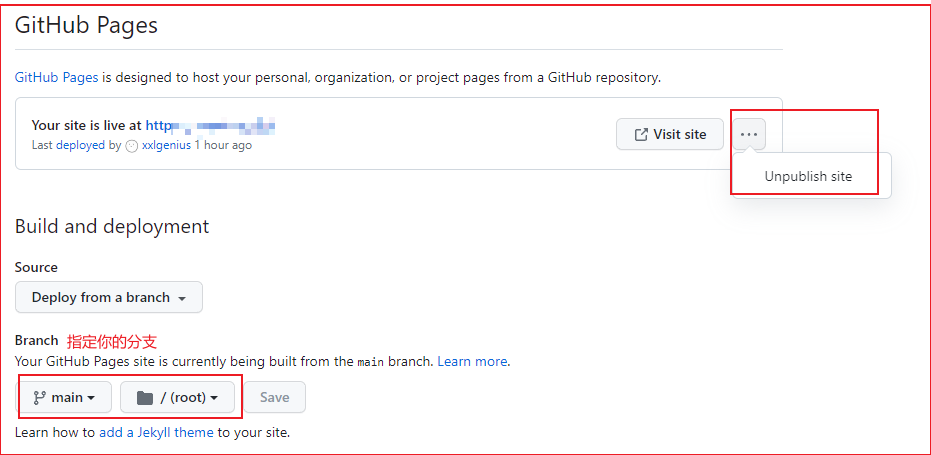 GitHub Pages
GitHub Pages is designed to host your personal, organization, or project pages from a GitHub repository.
Your site is live at http
Visit site
...
Last deployed by xxlgenius 1 hour ago
Unpublish site
Build and deployment
Source
Deploy from a branch
Branch 指定你的分支
Your GitHub Pages site is currently being built from the main branch. Learn more.
main / (root) Save
Learn how to add a Jekyll theme to your site.